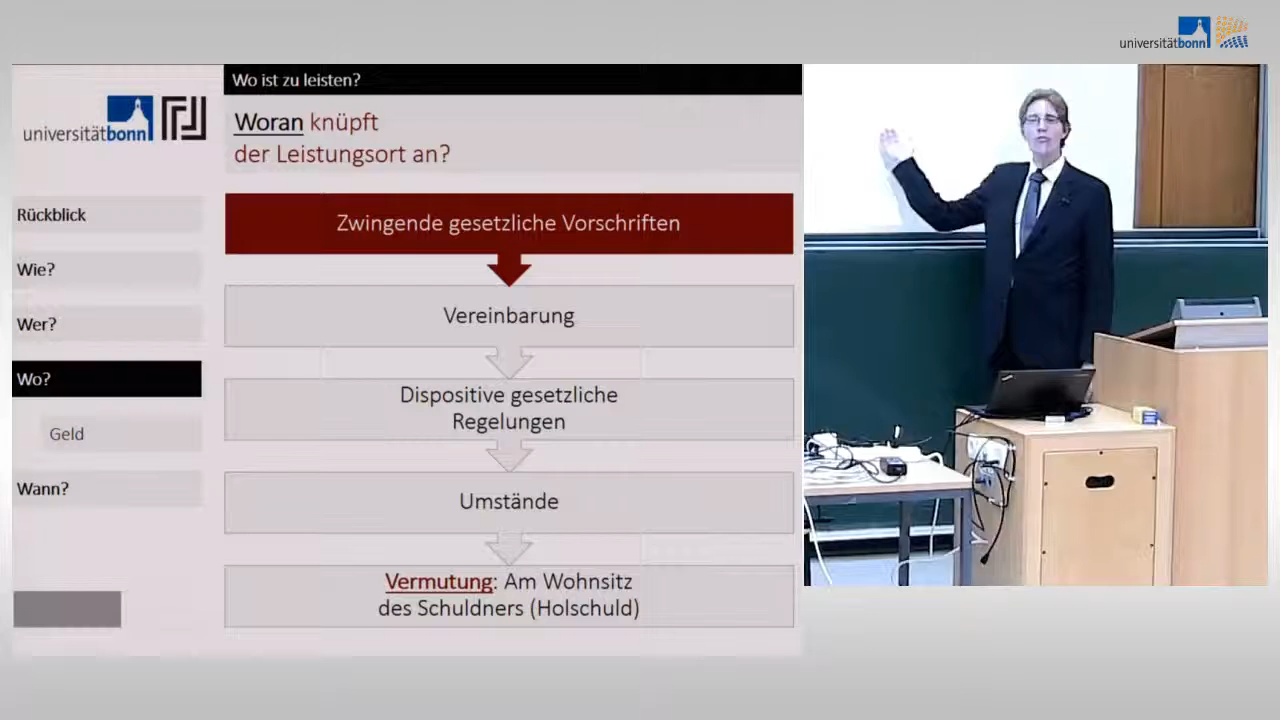 universitätbonn
Wo ist zu leisten?
universitätbonn
Woran knüpft
der Leistungsort an?
Rückblick
Wie?
Wer?
Wo?
Geld
Wann?
Zwingende gesetzliche Vorschriften
Vereinbarung
Dispositive gesetzliche
Regelungen
Umstände
Vermutung: Am Wohnsitz
des Schuldners (Holschuld)